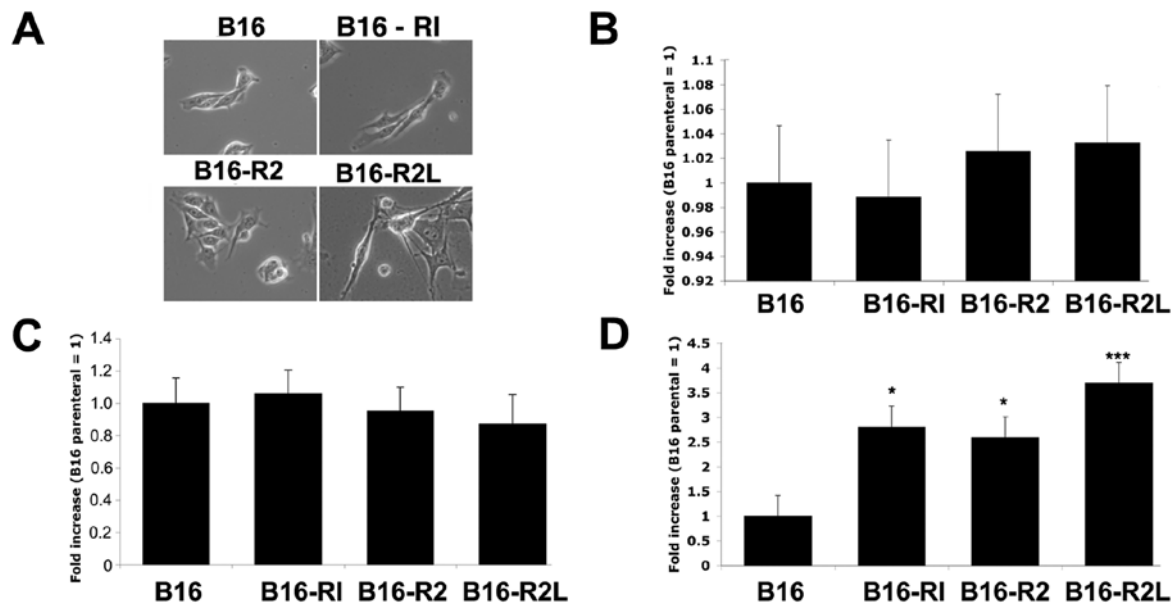 A
B16
B16 - RI
B16-R2
B16-R2L
B
Fold increase (B16 parenteral = 1)
1.1
1.08
1.06
1.04
1.02
1
0.98
0.96
0.94
0.92
B16
B16-RI
B16-R2
B16-R2L
C
Fold increase (B16 parenteral = 1)
1.4
1.2
1.0
0.8
0.6
0.4
0.2
0
B16
B16-RI
B16-R2
B16-R2L
D
Fold increase (B16 parental = 1)
4.5
4
3.5
3
2.5
2
1.5
1
0.5
0
*
*
***
B16
B16-RI
B16-R2
B16-R2L